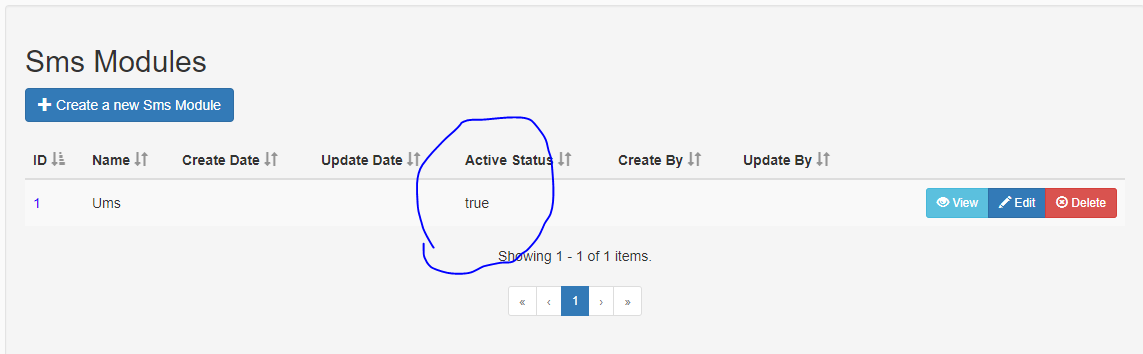 Sms Modules
Create a new Sms Module
ID Name Create Date Update Date Active Status Create By Update By
1 Ums true View Edit Delete
Showing 1 - 1 of 1 items.
« ‹ 1 › »